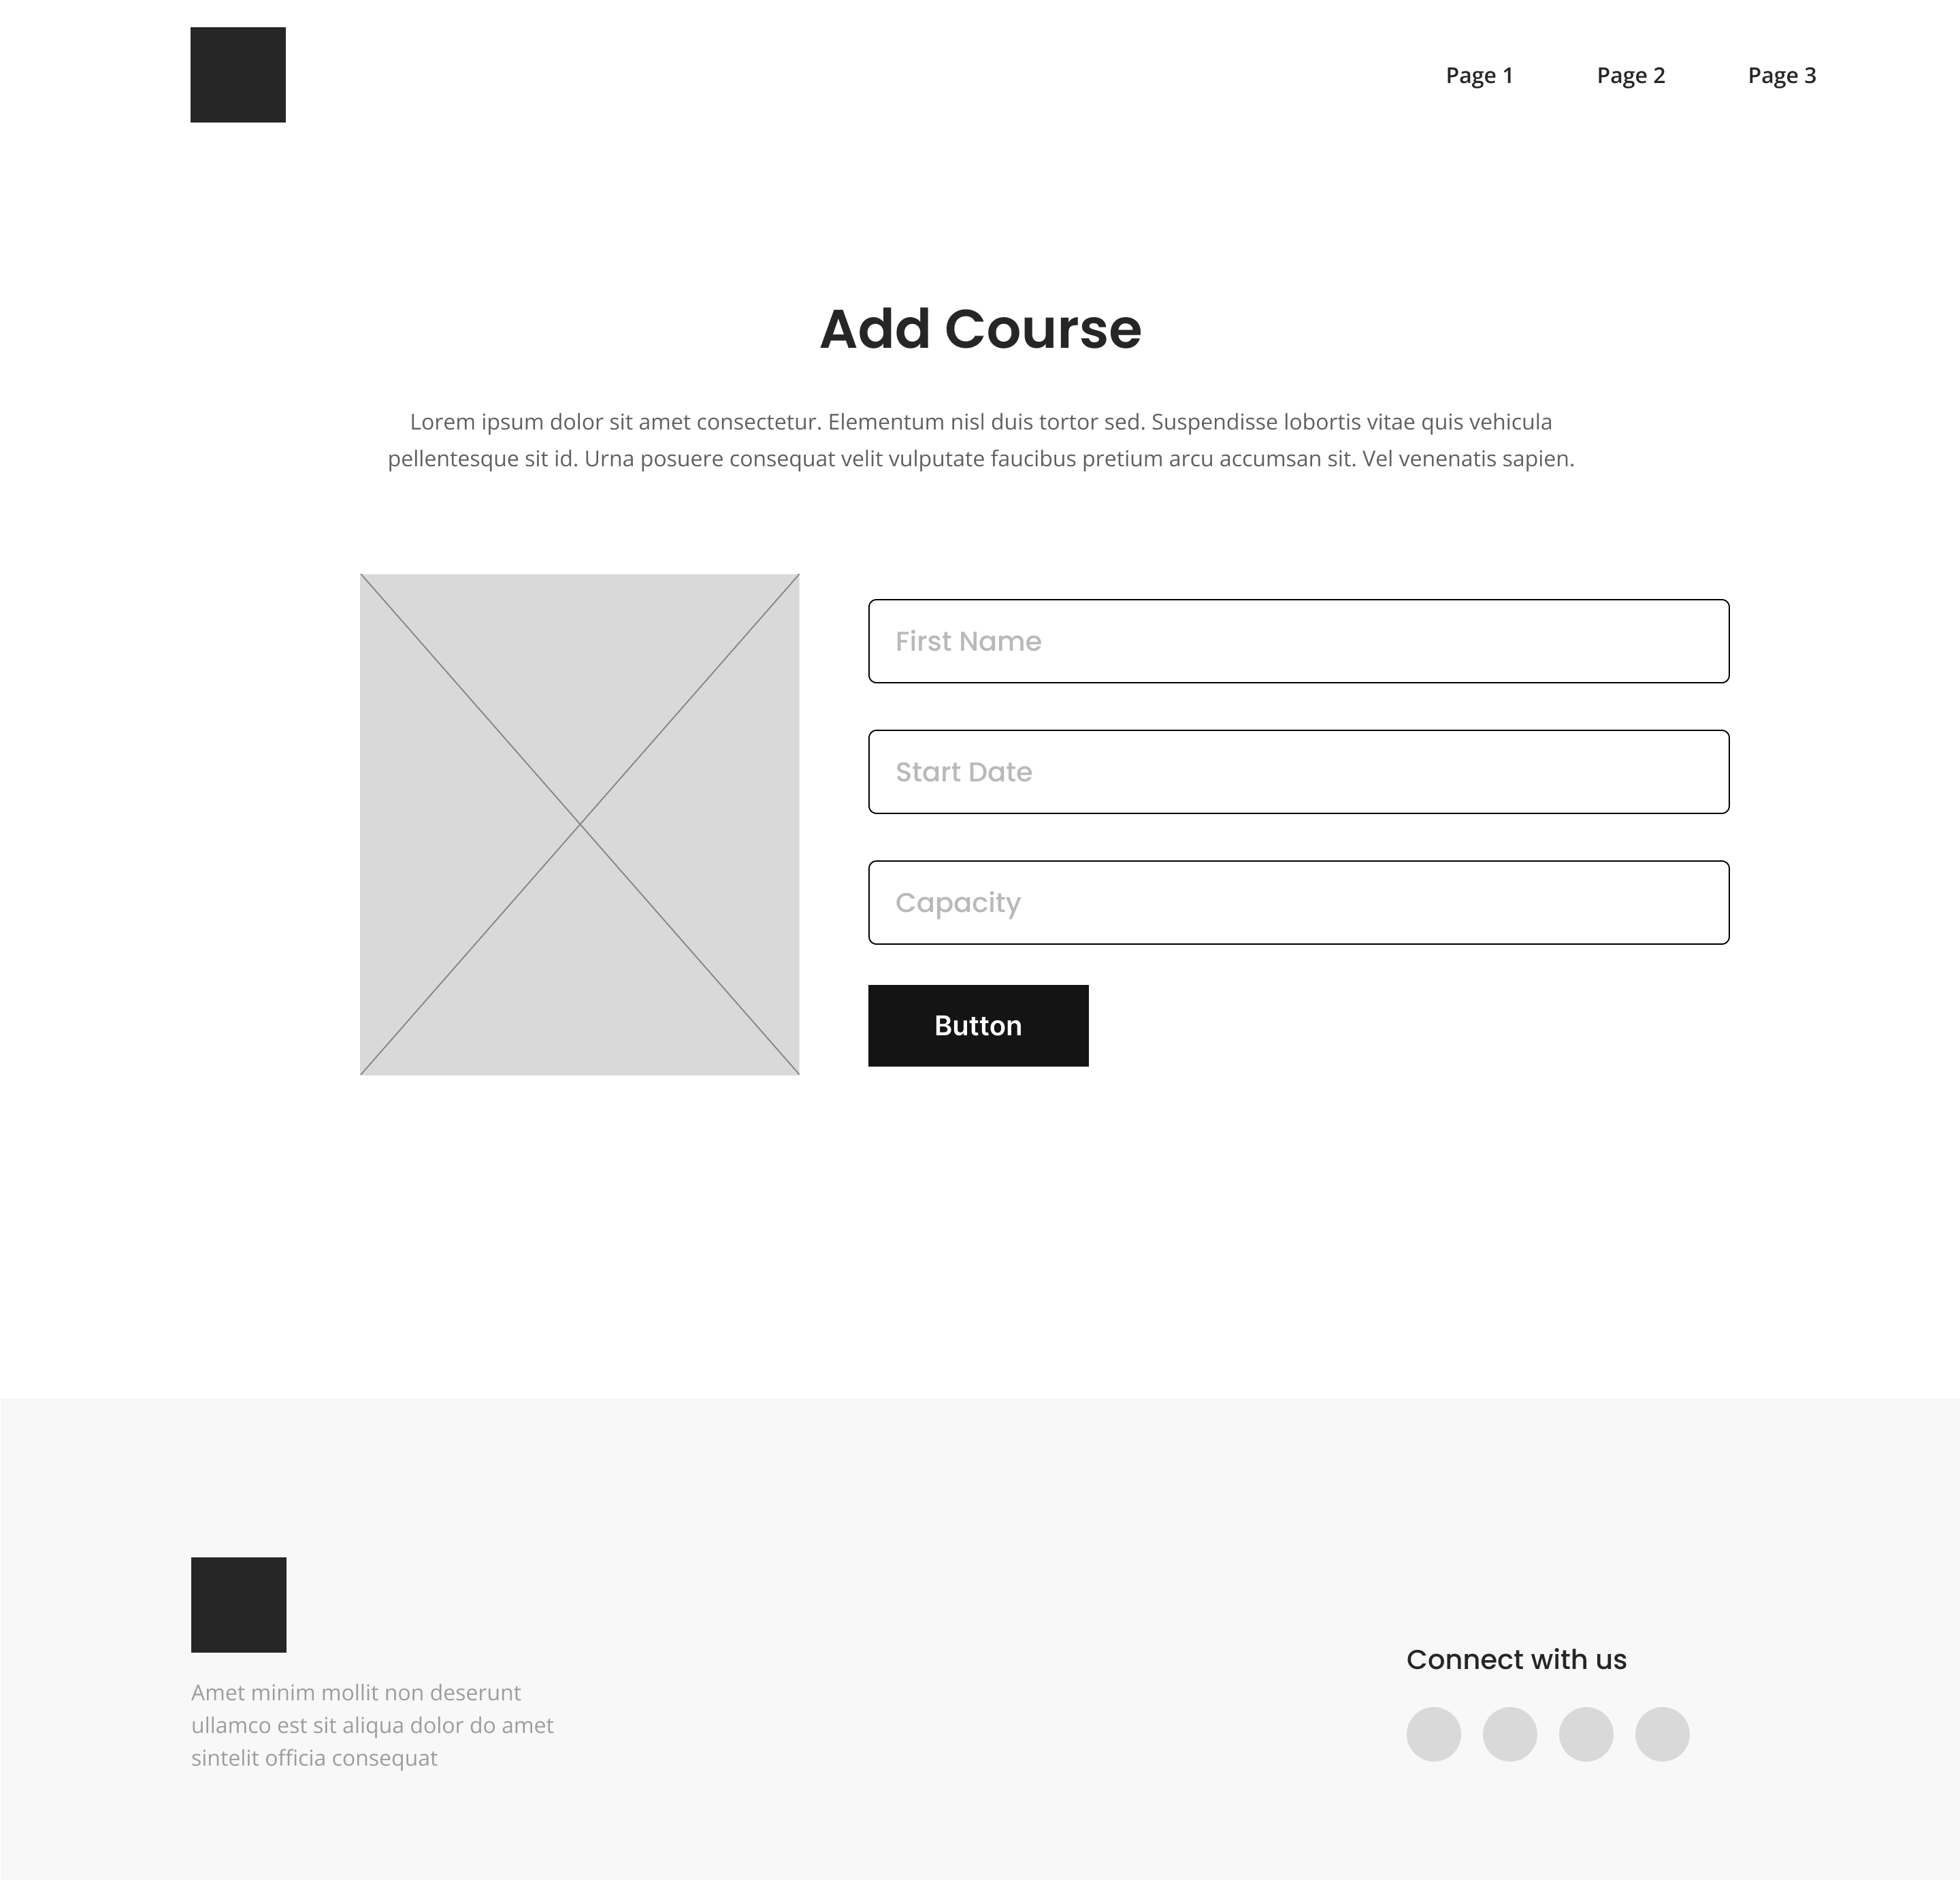 Page 1
Page 2
Page 3
Add Course
Lorem ipsum dolor sit amet consectetur. Elementum nisl duis tortor sed. Suspendisse lobortis vitae quis vehicula
pellentesque sit id. Urna posuere consequat velit vulputate faucibus pretium arcu accumsan sit. Vel venenatis sapien.
First Name
Start Date
Capacity
Button
Amet minim mollit non deserunt
ullamco est sit aliqua dolor do amet
sintelit officia consequat
Connect with us